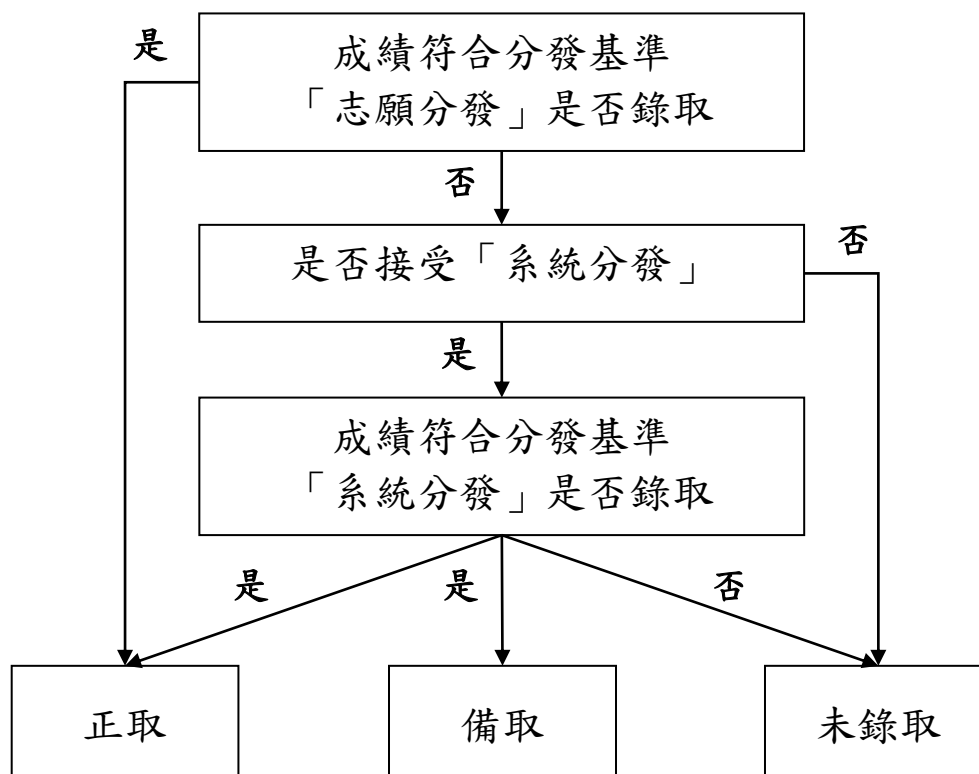 是
成績符合分發基準
「志願分發」是否錄取
否
是否接受「系統分發」
否
是
成績符合分發基準
「系統分發」是否錄取
是
是
否
正取
備取
未錄取